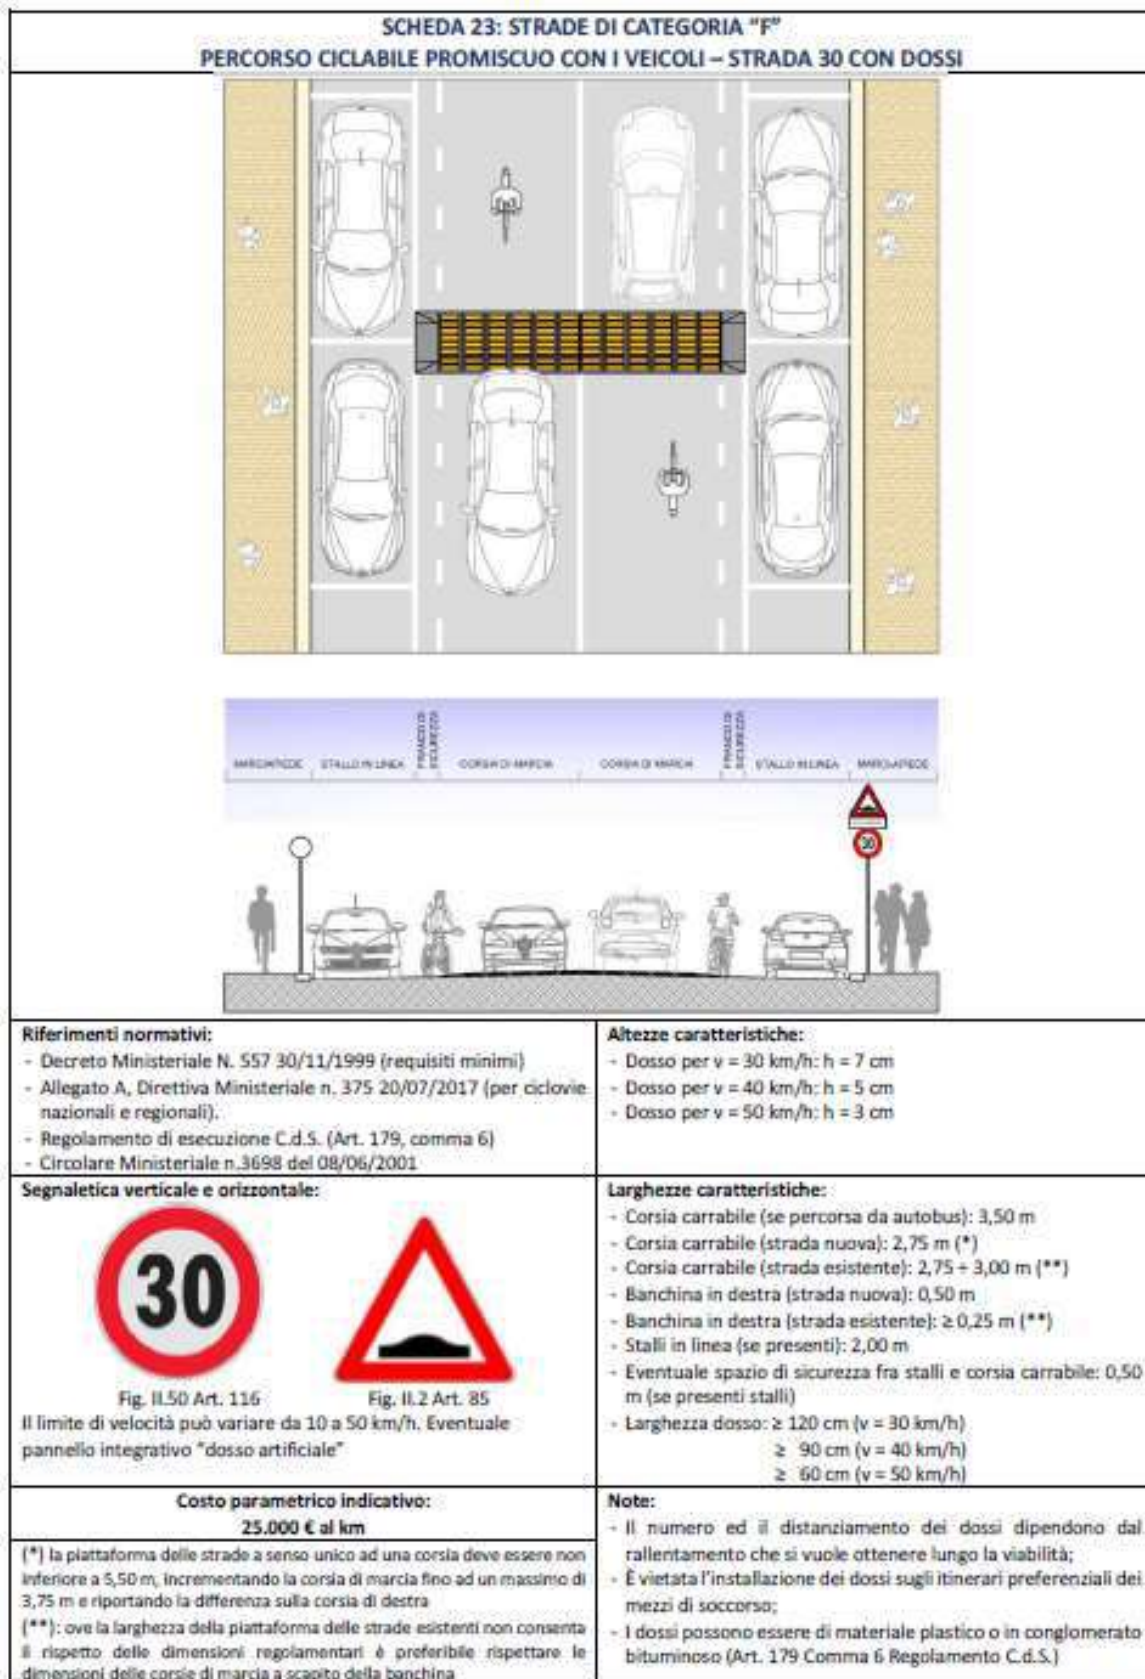 SCHEDA 23: STRADE DI CATEGORIA "F"
PERCORSO CICLABILE PROMISCUO CON I VEICOLI – STRADA 30 CON DOSSI
MARCIAPIEDE STALLO IN LINEA FRANCO DI SICUREZZA CORSIA DI MARCIA CORSIA DI MARCIA FRANCO DI SICUREZZA STALLO IN LINEA MARCIAPIEDE
30
Riferimenti normativi:
- Decreto Ministeriale N. 557 30/11/1999 (requisiti minimi)
- Allegato A, Direttiva Ministeriale n. 375 20/07/2017 (per ciclovie
nazionali e regionali).
- Regolamento di esecuzione C.d.S. (Art. 179, comma 6)
- Circolare Ministeriale n.3698 del 08/06/2001
Altezze caratteristiche:
- Dosso per v = 30 km/h: h = 7 cm
- Dosso per v = 40 km/h: h = 5 cm
- Dosso per v = 50 km/h: h = 3 cm
Segnaletica verticale e orizzontale:
30
Fig. II.50 Art. 116 Fig. II.2 Art. 85
Il limite di velocità può variare da 10 a 50 km/h. Eventuale
pannello integrativo "dosso artificiale"
Larghezze caratteristiche:
- Corsia carrabile (se percorsa da autobus): 3,50 m
- Corsia carrabile (strada nuova): 2,75 m (*)
- Corsia carrabile (strada esistente): 2,75 ÷ 3,00 m (**)
- Banchina in destra (strada nuova): 0,50 m
- Banchina in destra (strada esistente): ≥ 0,25 m (**)
- Stalli in linea (se presenti): 2,00 m
- Eventuale spazio di sicurezza fra stalli e corsia carrabile: 0,50
m (se presenti stalli)
- Larghezza dosso: ≥ 120 cm (v = 30 km/h)
≥ 90 cm (v = 40 km/h)
≥ 60 cm (v = 50 km/h)
Costo parametrico indicativo:
25.000 € al km
(*) la piattaforma delle strade a senso unico ad una corsia deve essere non
inferiore a 5,50 m, incrementando la corsia di marcia fino ad un massimo di
3,75 m e riportando la differenza sulla corsia di destra
(**): ove la larghezza della piattaforma delle strade esistenti non consenta
il rispetto delle dimensioni regolamentari è preferibile rispettare le
dimensioni delle corsie di marcia a scapito della banchina
Note:
- Il numero ed il distanziamento dei dossi dipendono dal
rallentamento che si vuole ottenere lungo la viabilità;
- È vietata l'installazione dei dossi sugli itinerari preferenziali dei
mezzi di soccorso;
- I dossi possono essere di materiale plastico o in conglomerato
bituminoso (Art. 179 Comma 6 Regolamento C.d.S.)